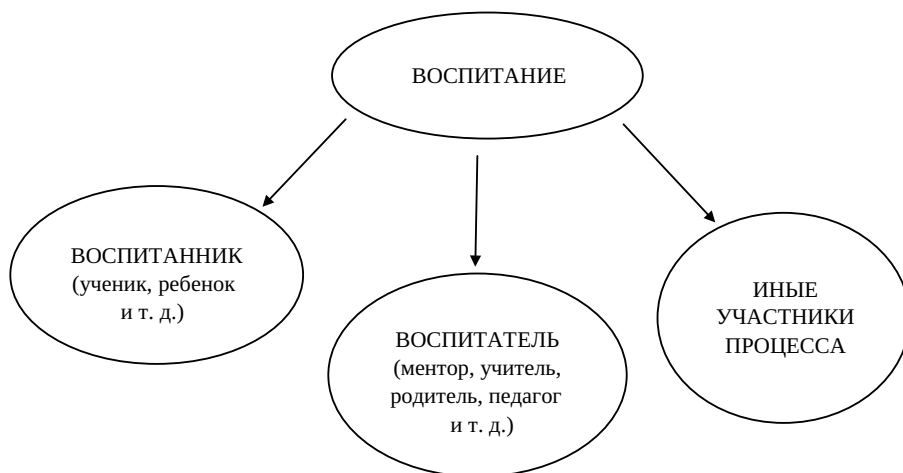 ВОСПИТАНИЕ
ВОСПИТАННИК
(ученик, ребенок
и т. д.)
ВОСПИТАТЕЛЬ
(ментор, учитель,
родитель, педагог
и т. д.)
ИНЫЕ
УЧАСТНИКИ
ПРОЦЕССА